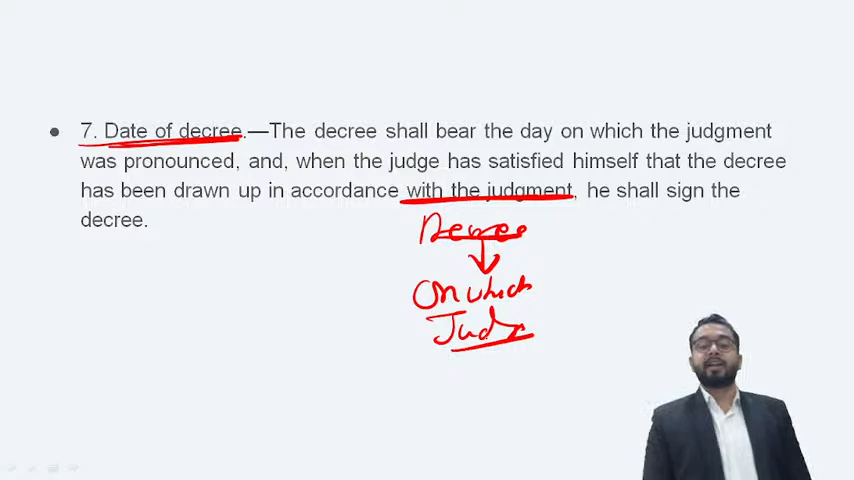 ● 7. Date of decree.—The decree shall bear the day on which the judgment
was pronounced, and, when the judge has satisfied himself that the decree
has been drawn up in accordance with the judgment, he shall sign the
decree.
Decree
On which
Judg